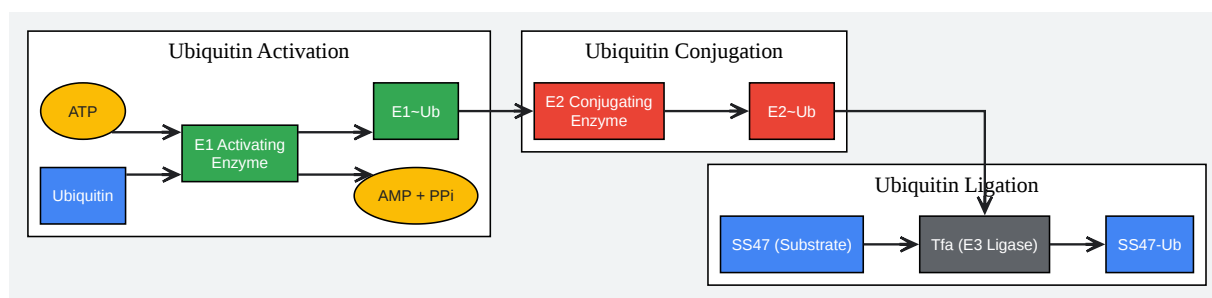 Ubiquitin Activation
ATP
Ubiquitin
E1 Activating
Enzyme
E1~Ub
AMP + PPi
Ubiquitin Conjugation
E2 Conjugating
Enzyme
E2~Ub
Ubiquitin Ligation
SS47 (Substrate)
Tfa (E3 Ligase)
SS47-Ub